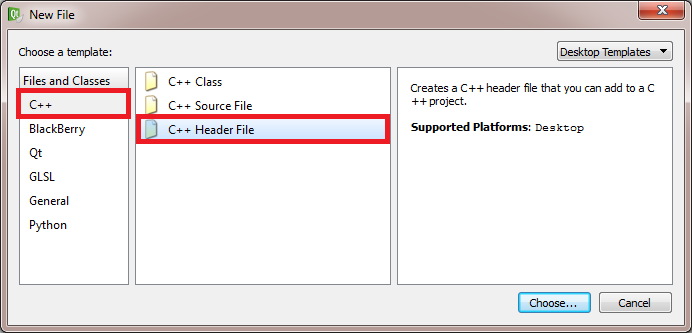 New File
Choose a template:
Desktop Templates
Files and Classes
C++
BlackBerry
Qt
GLSL
General
Python
C++ Class
C++ Source File
C++ Header File
Creates a C++ header file that you can add to a C
++ project.
Supported Platforms: Desktop
Choose...
Cancel